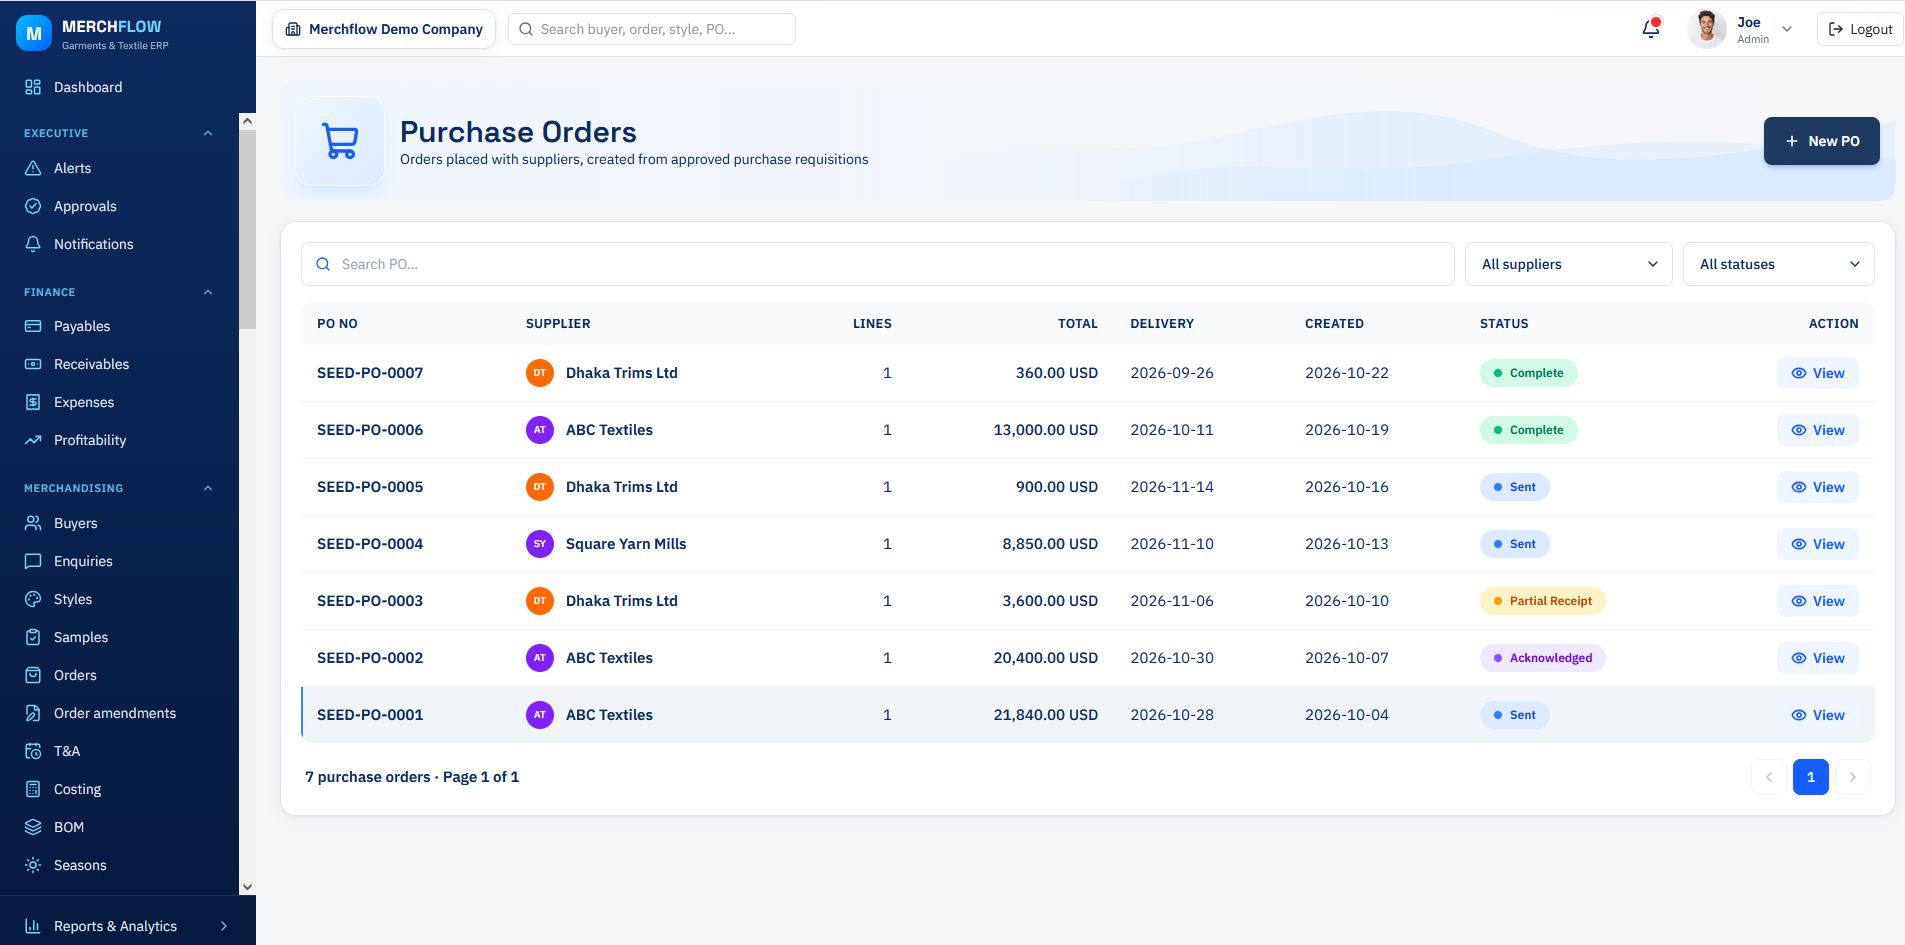 MERCHFLOW
Garments & Textile ERP
Merchflow Demo Company
Search buyer, order, style, PO...
Joe
Admin
Logout
Dashboard
EXECUTIVE
Alerts
Approvals
Notifications
FINANCE
Payables
Receivables
Expenses
Profitability
MERCHANDISING
Buyers
Enquiries
Styles
Samples
Orders
Order amendments
T&A
Costing
BOM
Seasons
Reports & Analytics
Purchase Orders
Orders placed with suppliers, created from approved purchase requisitions
+ New PO
Search PO...
All suppliers
All statuses
PO NO SUPPLIER LINES TOTAL DELIVERY CREATED STATUS ACTION
SEED-PO-0007 DT Dhaka Trims Ltd 1 360.00 USD 2026-09-26 2026-10-22 Complete View
SEED-PO-0006 AT ABC Textiles 1 13,000.00 USD 2026-10-11 2026-10-19 Complete View
SEED-PO-0005 DT Dhaka Trims Ltd 1 900.00 USD 2026-11-14 2026-10-16 Sent View
SEED-PO-0004 SY Square Yarn Mills 1 8,850.00 USD 2026-11-10 2026-10-13 Sent View
SEED-PO-0003 DT Dhaka Trims Ltd 1 3,600.00 USD 2026-11-06 2026-10-10 Partial Receipt View
SEED-PO-0002 AT ABC Textiles 1 20,400.00 USD 2026-10-30 2026-10-07 Acknowledged View
SEED-PO-0001 AT ABC Textiles 1 21,840.00 USD 2026-10-28 2026-10-04 Sent View
7 purchase orders · Page 1 of 1
1